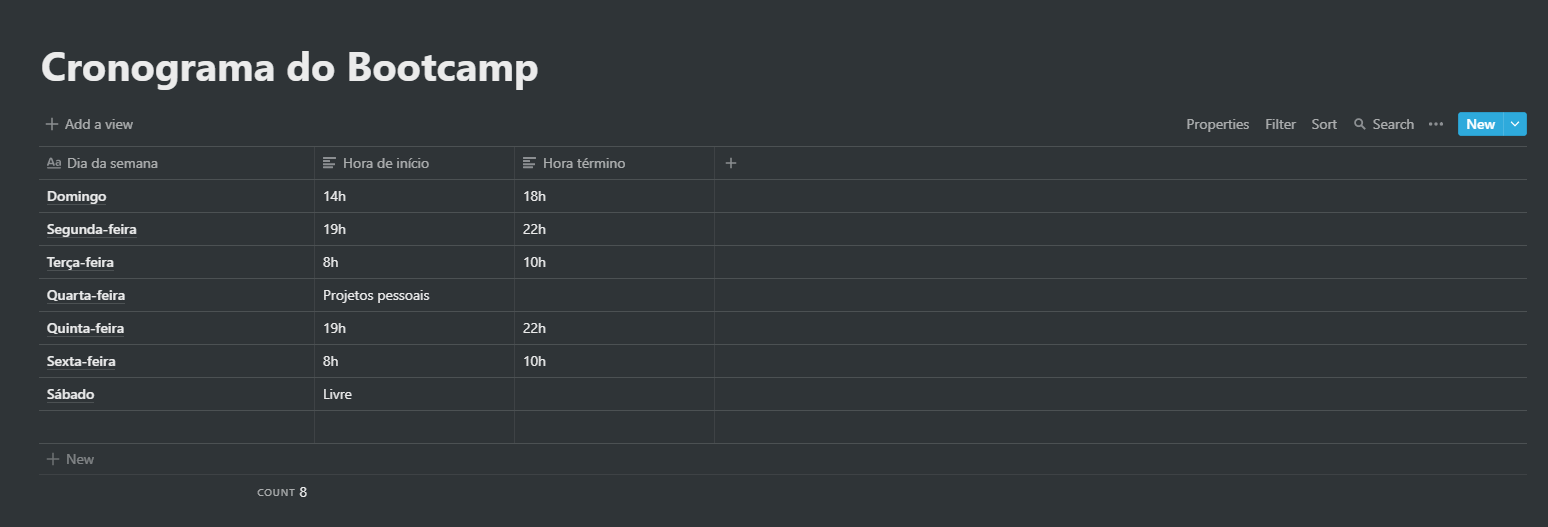 Cronograma do Bootcamp
Add a view Properties Filter Sort Search New
Aa Dia da semana Hora de início Hora término
Domingo 14h 18h
Segunda-feira 19h 22h
Terça-feira 8h 10h
Quarta-feira Projetos pessoais
Quinta-feira 19h 22h
Sexta-feira 8h 10h
Sábado Livre
New
COUNT 8